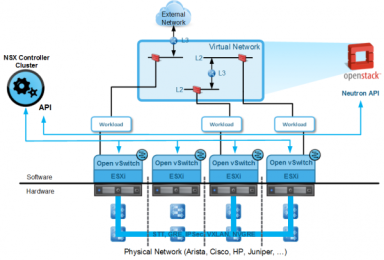 External
Network
L3
Virtual Network
L2
L3
L2
NSX Controller
Cluster
API
openstack
Neutron API
Workload
Workload
Workload
Open vSwitch
Open vSwitch
Open vSwitch
Open vSwitch
ESXi
ESXi
ESXi
ESXi
Software
Hardware
STT, GRE, IPSec, VXLAN, NVGRE
Physical Network (Arista, Cisco, HP, Juniper, …)